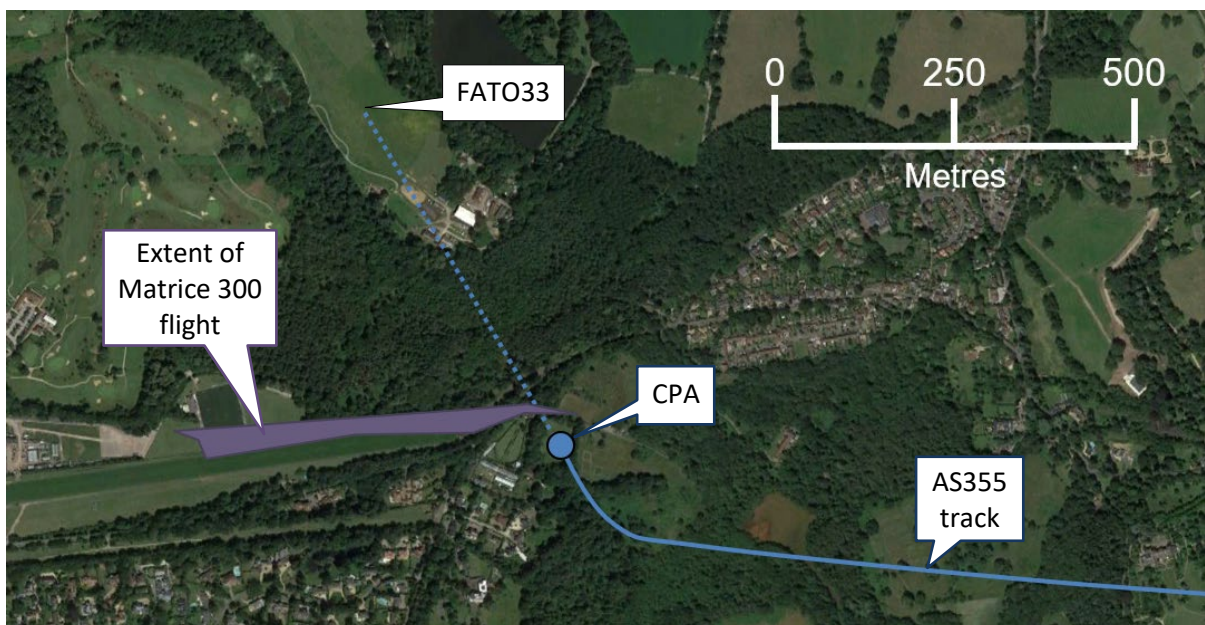 FATO33
0 250 500
Metres
Extent of
Matrice 300
flight
CPA
AS355
track